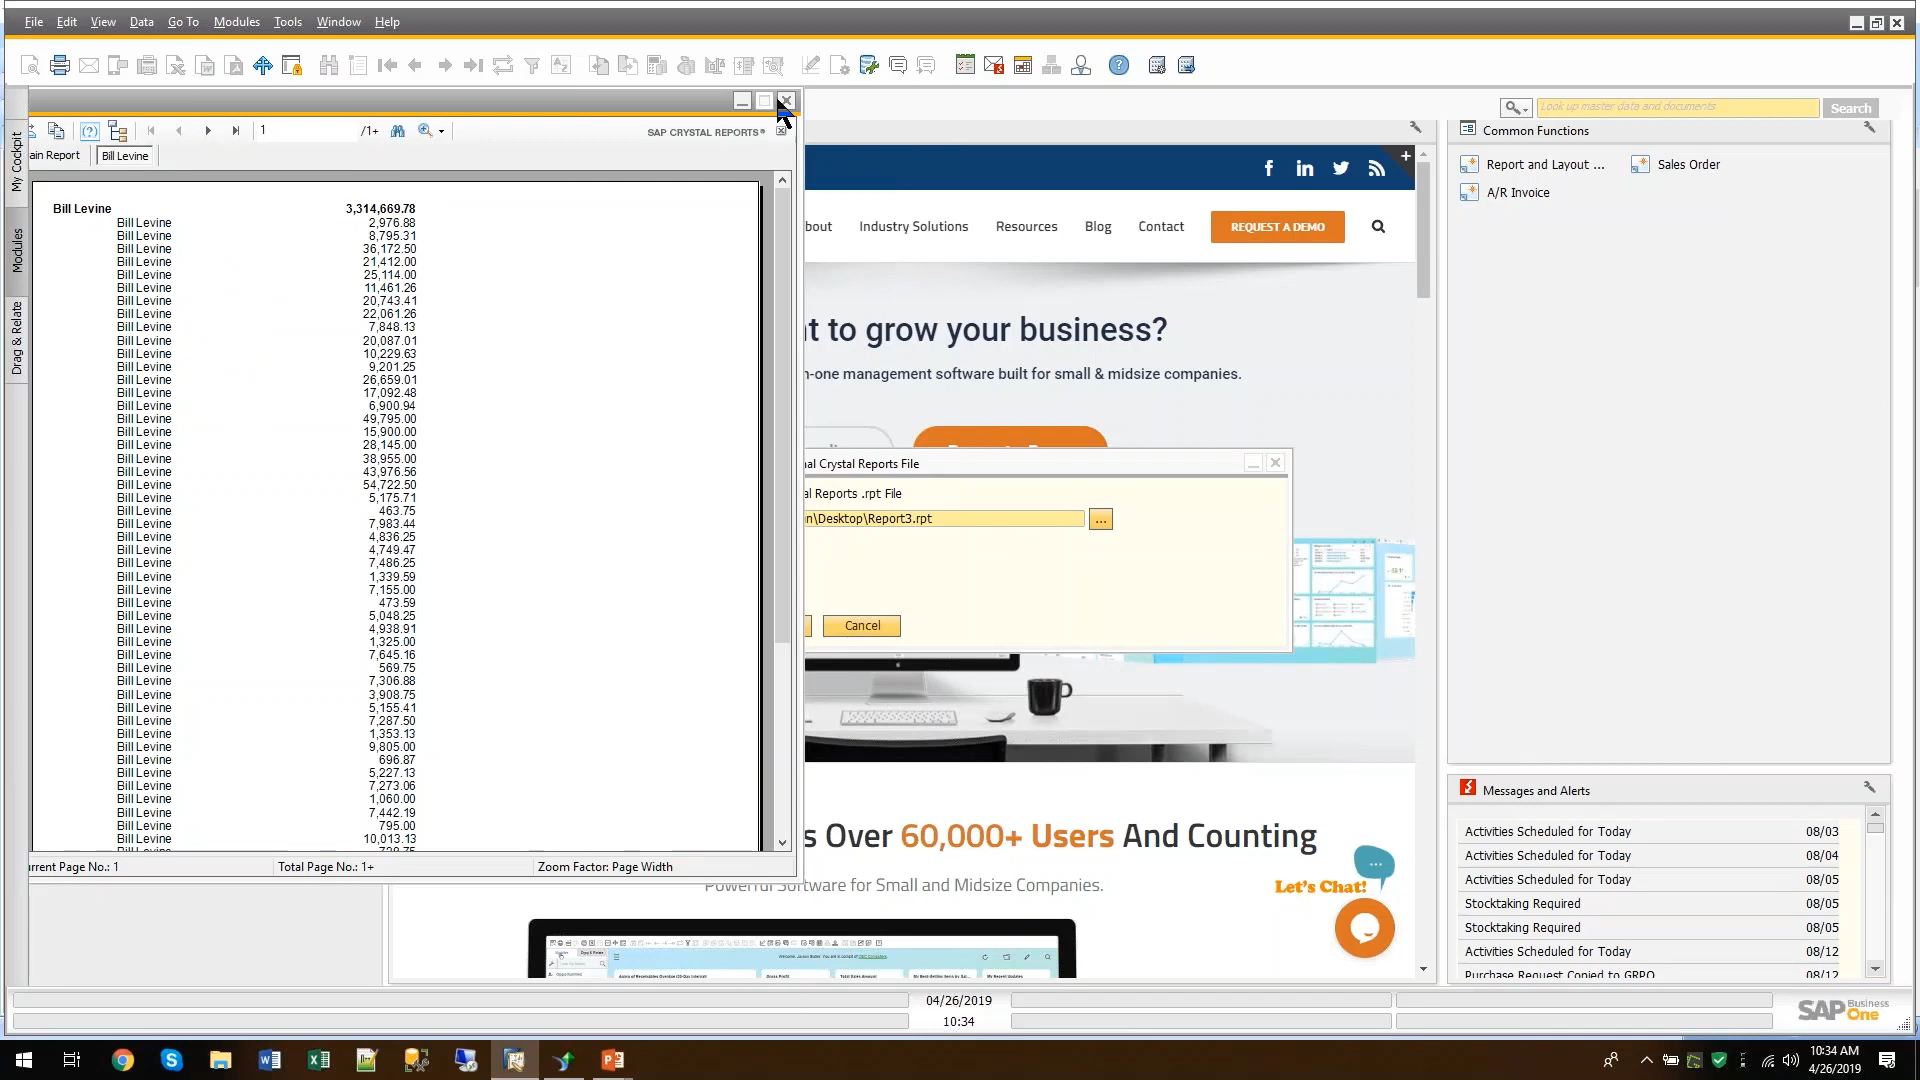 File Edit View Data Go To Modules Tools Window Help
Look up master data and documents
Search
1 /1+
SAP CRYSTAL REPORTS®
ain Report Bill Levine
My Cockpit
Modules
Drag & Relate
Bill Levine 3,314,669.78
Bill Levine 2,976.88
Bill Levine 8,795.31
Bill Levine 36,172.50
Bill Levine 21,412.00
Bill Levine 25,114.00
Bill Levine 11,461.26
Bill Levine 20,743.41
Bill Levine 22,061.26
Bill Levine 7,848.13
Bill Levine 20,087.01
Bill Levine 10,229.63
Bill Levine 9,201.25
Bill Levine 26,659.01
Bill Levine 17,092.48
Bill Levine 6,900.94
Bill Levine 49,795.00
Bill Levine 15,900.00
Bill Levine 28,145.00
Bill Levine 38,955.00
Bill Levine 43,976.56
Bill Levine 54,722.50
Bill Levine 5,175.71
Bill Levine 463.75
Bill Levine 7,983.44
Bill Levine 4,836.25
Bill Levine 4,749.47
Bill Levine 7,486.25
Bill Levine 1,339.59
Bill Levine 7,155.00
Bill Levine 473.59
Bill Levine 5,048.25
Bill Levine 4,938.91
Bill Levine 1,325.00
Bill Levine 7,645.16
Bill Levine 569.75
Bill Levine 7,306.88
Bill Levine 3,908.75
Bill Levine 5,155.41
Bill Levine 7,287.50
Bill Levine 1,353.13
Bill Levine 9,805.00
Bill Levine 696.87
Bill Levine 5,227.13
Bill Levine 7,273.06
Bill Levine 1,060.00
Bill Levine 7,442.19
Bill Levine 795.00
Bill Levine 10,013.13
urrent Page No.: 1 Total Page No.: 1+ Zoom Factor: Page Width
bout Industry Solutions Resources Blog Contact REQUEST A DEMO
t to grow your business?
n-one management software built for small & midsize companies.
al Crystal Reports File
al Reports .rpt File
n\Desktop\Report3.rpt ...
Cancel
s Over 60,000+ Users And Counting
Powerful Software for Small and Midsize Companies.
Let's Chat!
Common Functions
Report and Layout ... Sales Order
A/R Invoice
Messages and Alerts
Activities Scheduled for Today 08/03
Activities Scheduled for Today 08/04
Activities Scheduled for Today 08/05
Stocktaking Required 08/05
Stocktaking Required 08/05
Activities Scheduled for Today 08/12
Purchase Request Copied to GRPO 08/12
04/26/2019
10:34
SAP Business One
10:34 AM
4/26/2019